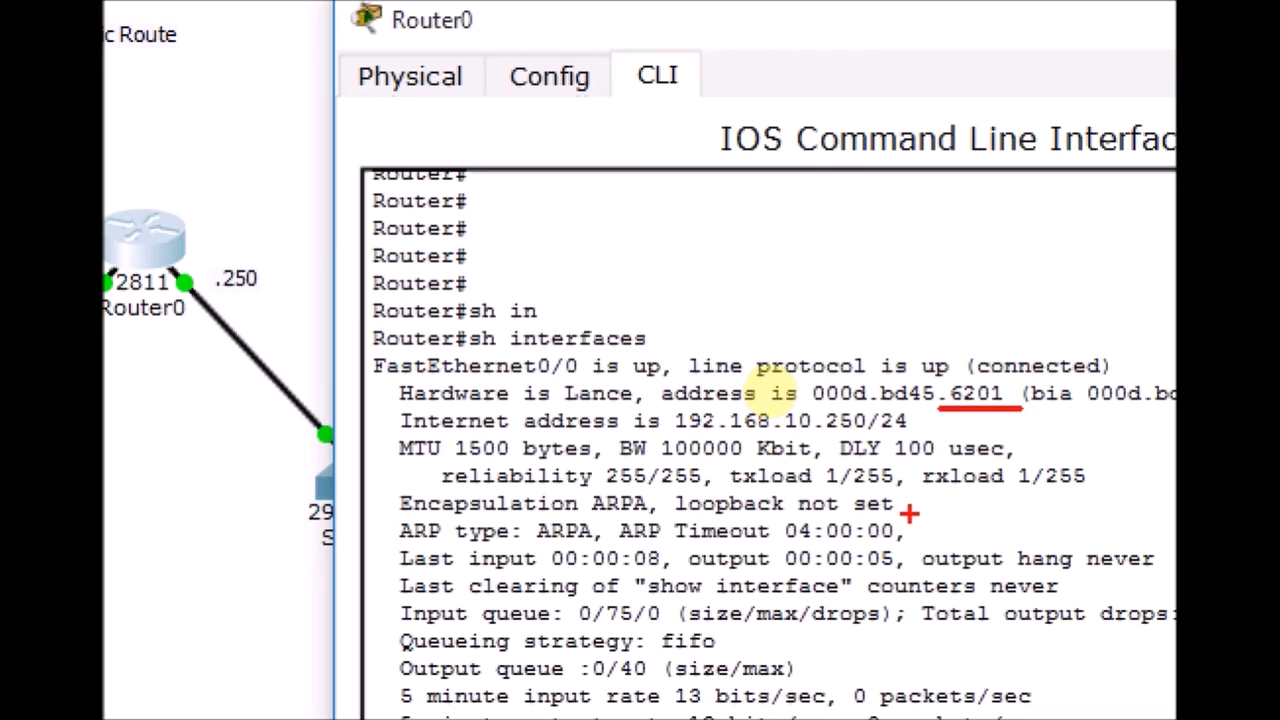 c Route
Router0
Physical Config CLI
IOS Command Line Interfac
Router#
Router#
Router#
Router#
Router#
Router#sh in
Router#sh interfaces
FastEthernet0/0 is up, line protocol is up (connected)
Hardware is Lance, address is 000d.bd45.6201 (bia 000d.bd
Internet address is 192.168.10.250/24
MTU 1500 bytes, BW 100000 Kbit, DLY 100 usec,
reliability 255/255, txload 1/255, rxload 1/255
Encapsulation ARPA, loopback not set
ARP type: ARPA, ARP Timeout 04:00:00,
Last input 00:00:08, output 00:00:05, output hang never
Last clearing of "show interface" counters never
Input queue: 0/75/0 (size/max/drops); Total output drops:
Queueing strategy: fifo
Output queue :0/40 (size/max)
5 minute input rate 13 bits/sec, 0 packets/sec
.250
2811
Router0
29
S